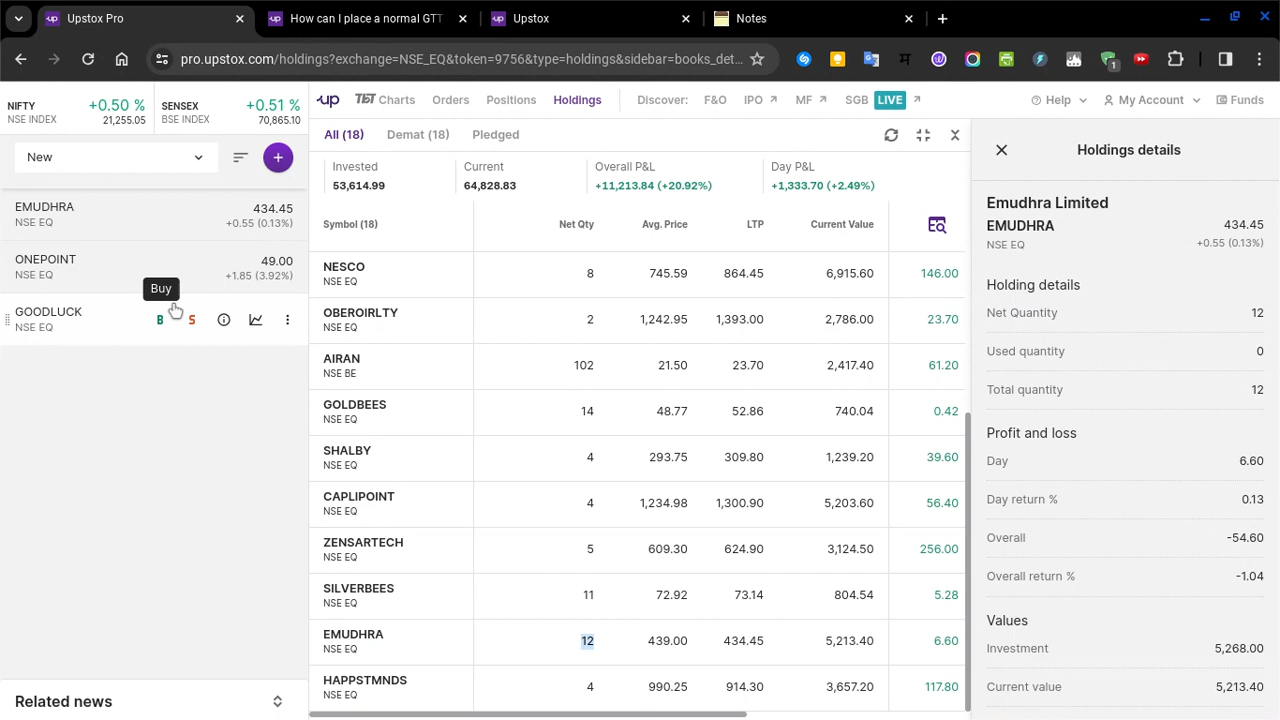 Upstox Pro
How can I place a normal GTT
Upstox
Notes
pro.upstox.com/holdings?exchange=NSE_EQ&token=9756&type=holdings&sidebar=books_det...
1
NIFTY +0.50 %
NSE INDEX 21,255.05
SENSEX +0.51 %
BSE INDEX 70,865.10
up TBT Charts Orders Positions Holdings Discover: F&O IPO MF SGB LIVE Help My Account Funds
New
EMUDHRA 434.45
NSE EQ +0.55 (0.13%)
ONEPOINT 49.00
NSE EQ +1.85 (3.92%)
Buy
GOODLUCK
NSE EQ
B S
Related news
All (18) Demat (18) Pledged
Invested Current Overall P&L Day P&L
53,614.99 64,828.83 +11,213.84 (+20.92%) +1,333.70 (+2.49%)
Symbol (18) Net Qty Avg. Price LTP Current Value
NESCO 8 745.59 864.45 6,915.60 146.00
NSE EQ
OBEROIRLTY 2 1,242.95 1,393.00 2,786.00 23.70
NSE EQ
AIRAN 102 21.50 23.70 2,417.40 61.20
NSE BE
GOLDBEES 14 48.77 52.86 740.04 0.42
NSE EQ
SHALBY 4 293.75 309.80 1,239.20 39.60
NSE EQ
CAPLIPOINT 4 1,234.98 1,300.90 5,203.60 56.40
NSE EQ
ZENSARTECH 5 609.30 624.90 3,124.50 256.00
NSE EQ
SILVERBEES 11 72.92 73.14 804.54 5.28
NSE EQ
EMUDHRA 12 439.00 434.45 5,213.40 6.60
NSE EQ
HAPPSTMNDS 4 990.25 914.30 3,657.20 117.80
NSE EQ
Holdings details
Emudhra Limited
EMUDHRA 434.45
NSE EQ +0.55 (0.13%)
Holding details
Net Quantity 12
Used quantity 0
Total quantity 12
Profit and loss
Day 6.60
Day return % 0.13
Overall -54.60
Overall return % -1.04
Values
Investment 5,268.00
Current value 5,213.40